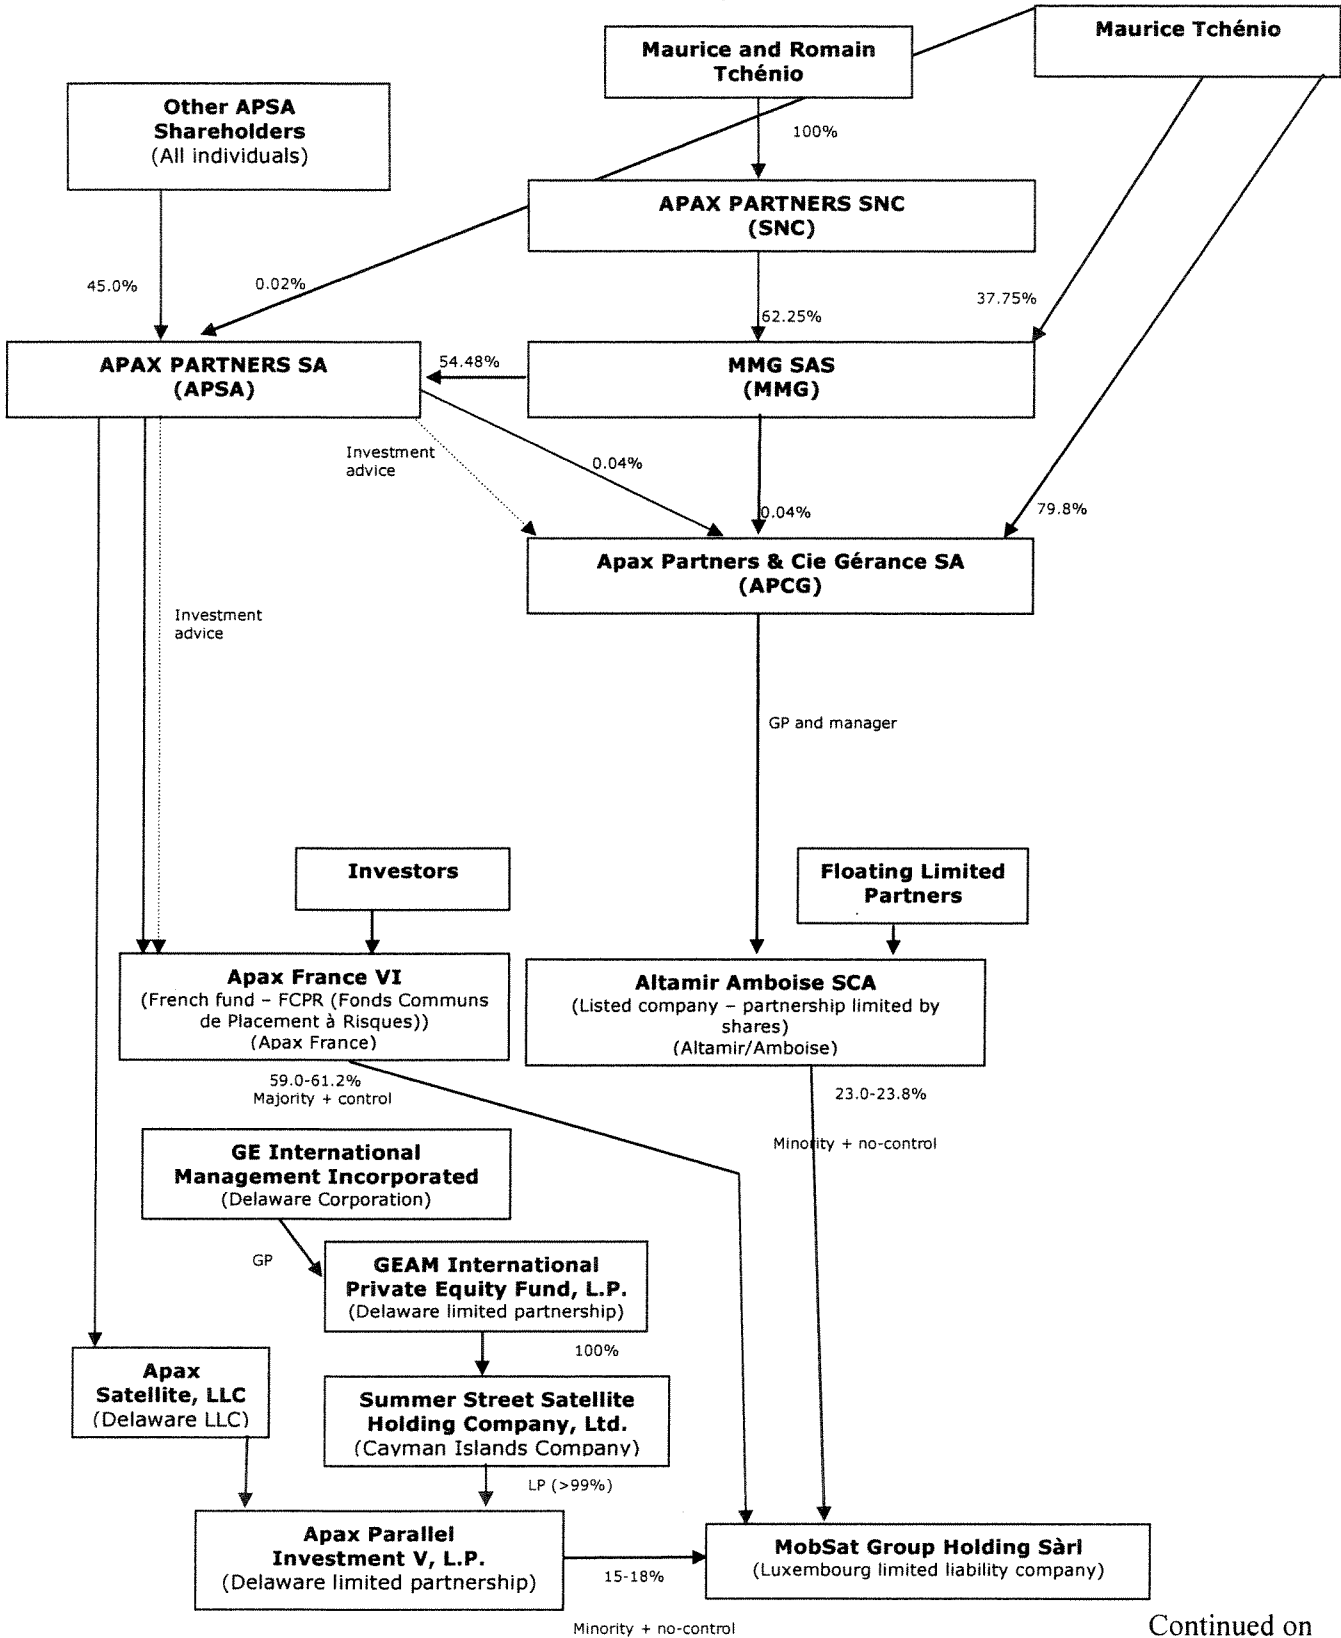 Maurice Tchénio
Maurice and Romain
Tchénio
Other APSA
Shareholders
(All individuals)
100%
APAX PARTNERS SNC
(SNC)
45.0%
0.02%
37.75%
62.25%
APAX PARTNERS SA
(APSA)
54.48%
MMG SAS
(MMG)
Investment
advice
0.04%
0.04%
79.8%
Apax Partners & Cie Gérance SA
(APCG)
Investment
advice
GP and manager
Investors
Floating Limited
Partners
Apax France VI
(French fund – FCPR (Fonds Communs
de Placement à Risques))
(Apax France)
Altamir Amboise SCA
(Listed company – partnership limited by
shares)
(Altamir/Amboise)
59.0-61.2%
Majority + control
23.0-23.8%
Minority + no-control
GE International
Management Incorporated
(Delaware Corporation)
GP
GEAM International
Private Equity Fund, L.P.
(Delaware limited partnership)
100%
Apax
Satellite, LLC
(Delaware LLC)
Summer Street Satellite
Holding Company, Ltd.
(Cayman Islands Company)
LP (>99%)
Apax Parallel
Investment V, L.P.
(Delaware limited partnership)
15-18%
MobSat Group Holding Sàrl
(Luxembourg limited liability company)
Minority + no-control
Continued on